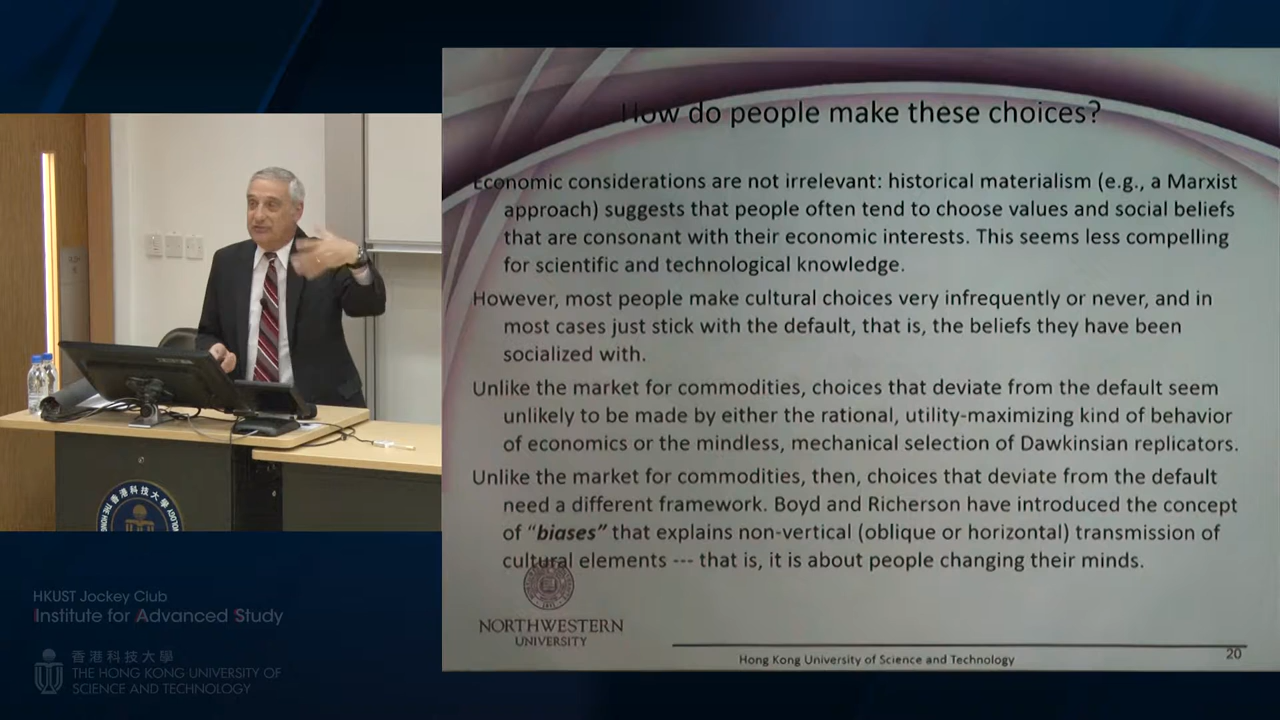 How do people make these choices?
Economic considerations are not irrelevant: historical materialism (e.g., a Marxist
approach) suggests that people often tend to choose values and social beliefs
that are consonant with their economic interests. This seems less compelling
for scientific and technological knowledge.
However, most people make cultural choices very infrequently or never, and in
most cases just stick with the default, that is, the beliefs they have been
socialized with.
Unlike the market for commodities, choices that deviate from the default seem
unlikely to be made by either the rational, utility-maximizing kind of behavior
of economics or the mindless, mechanical selection of Dawkinsian replicators.
Unlike the market for commodities, then, choices that deviate from the default
need a different framework. Boyd and Richerson have introduced the concept
of "biases" that explains non-vertical (oblique or horizontal) transmission of
cultural elements --- that is, it is about people changing their minds.
NORTHWESTERN
UNIVERSITY
Hong Kong University of Science and Technology
20
香港科技大學
HKUST Jockey Club
Institute for Advanced Study
香港科技大學
THE HONG KONG UNIVERSITY OF
SCIENCE AND TECHNOLOGY